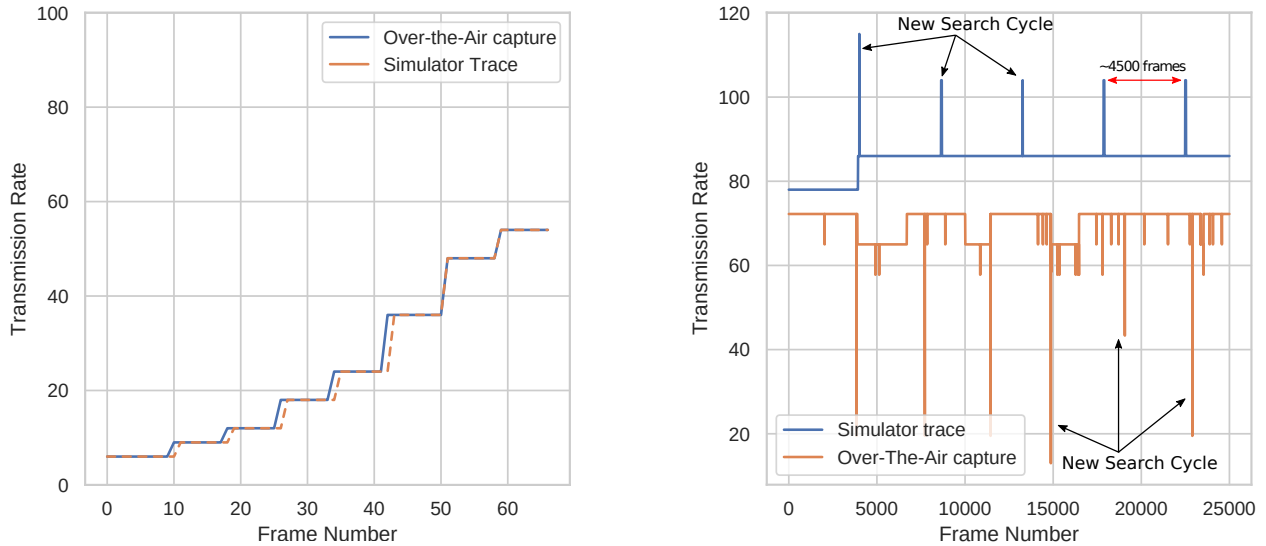 100
80
60
40
20
0
Transmission Rate
Over-the-Air capture
Simulator Trace
0 10 20 30 40 50 60
Frame Number
120
100
80
60
40
20
Transmission Rate
New Search Cycle
~4500 frames
Simulator trace
Over-The-Air capture
New Search Cycle
0 5000 10000 15000 20000 25000
Frame Number